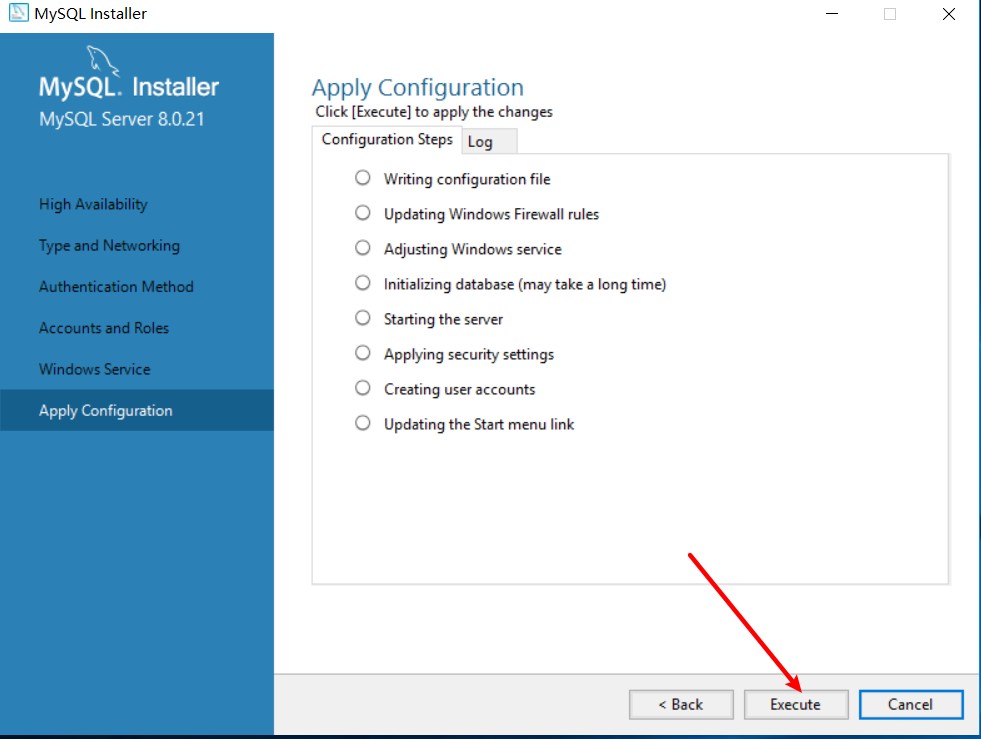 MySQL Installer
MySQL. Installer
MySQL Server 8.0.21
High Availability
Type and Networking
Authentication Method
Accounts and Roles
Windows Service
Apply Configuration
Apply Configuration
Click [Execute] to apply the changes
Configuration Steps
Log
Writing configuration file
Updating Windows Firewall rules
Adjusting Windows service
Initializing database (may take a long time)
Starting the server
Applying security settings
Creating user accounts
Updating the Start menu link
< Back
Execute
Cancel